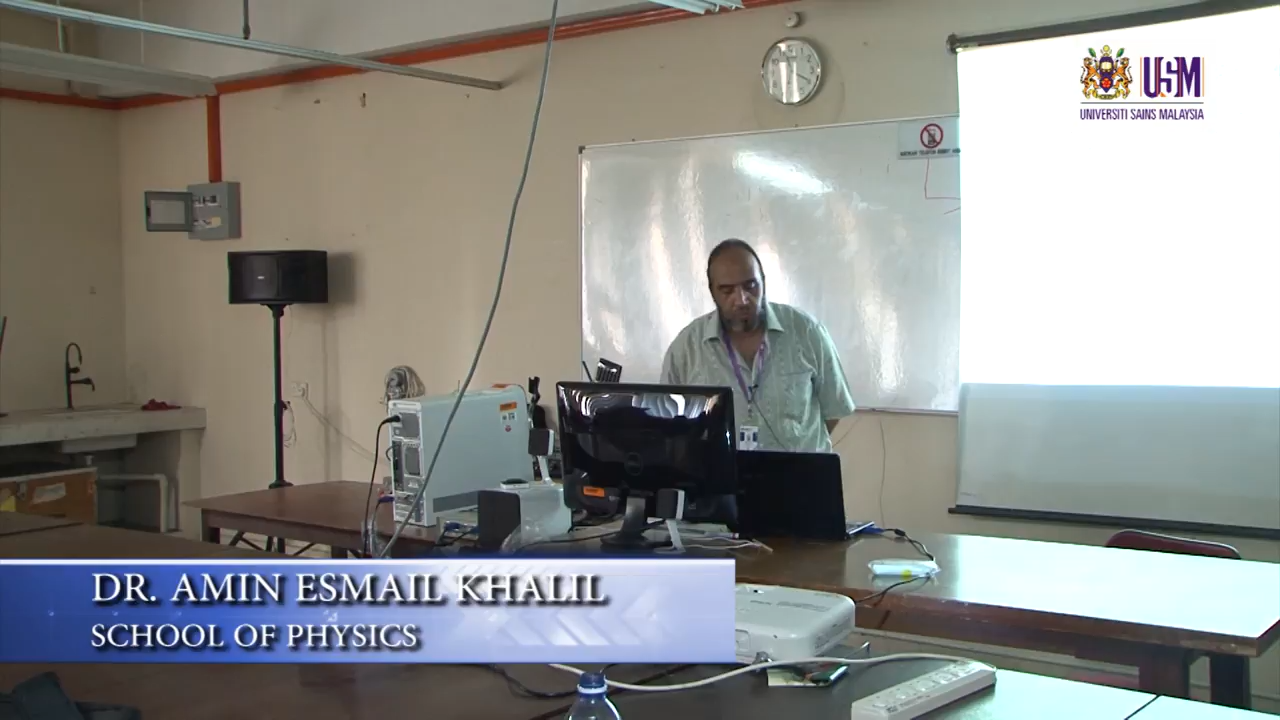 USM
UNIVERSITI SAINS MALAYSIA
DR. AMIN ESMAIL KHALIL
SCHOOL OF PHYSICS